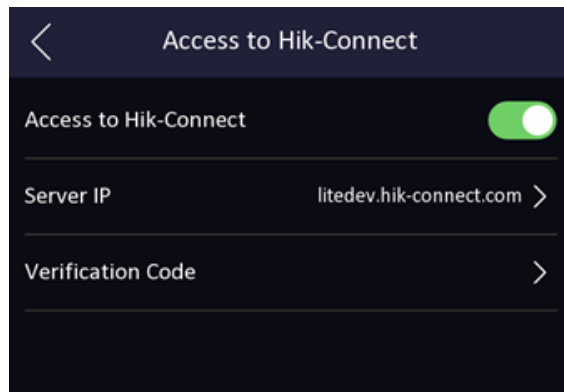 Access to Hik-Connect
Access to Hik-Connect
Server IP litedev.hik-connect.com
Verification Code